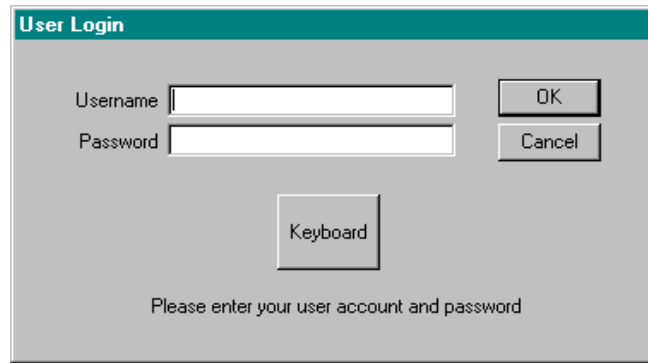 User Login
Username
OK
Password
Cancel
Keyboard
Please enter your user account and password